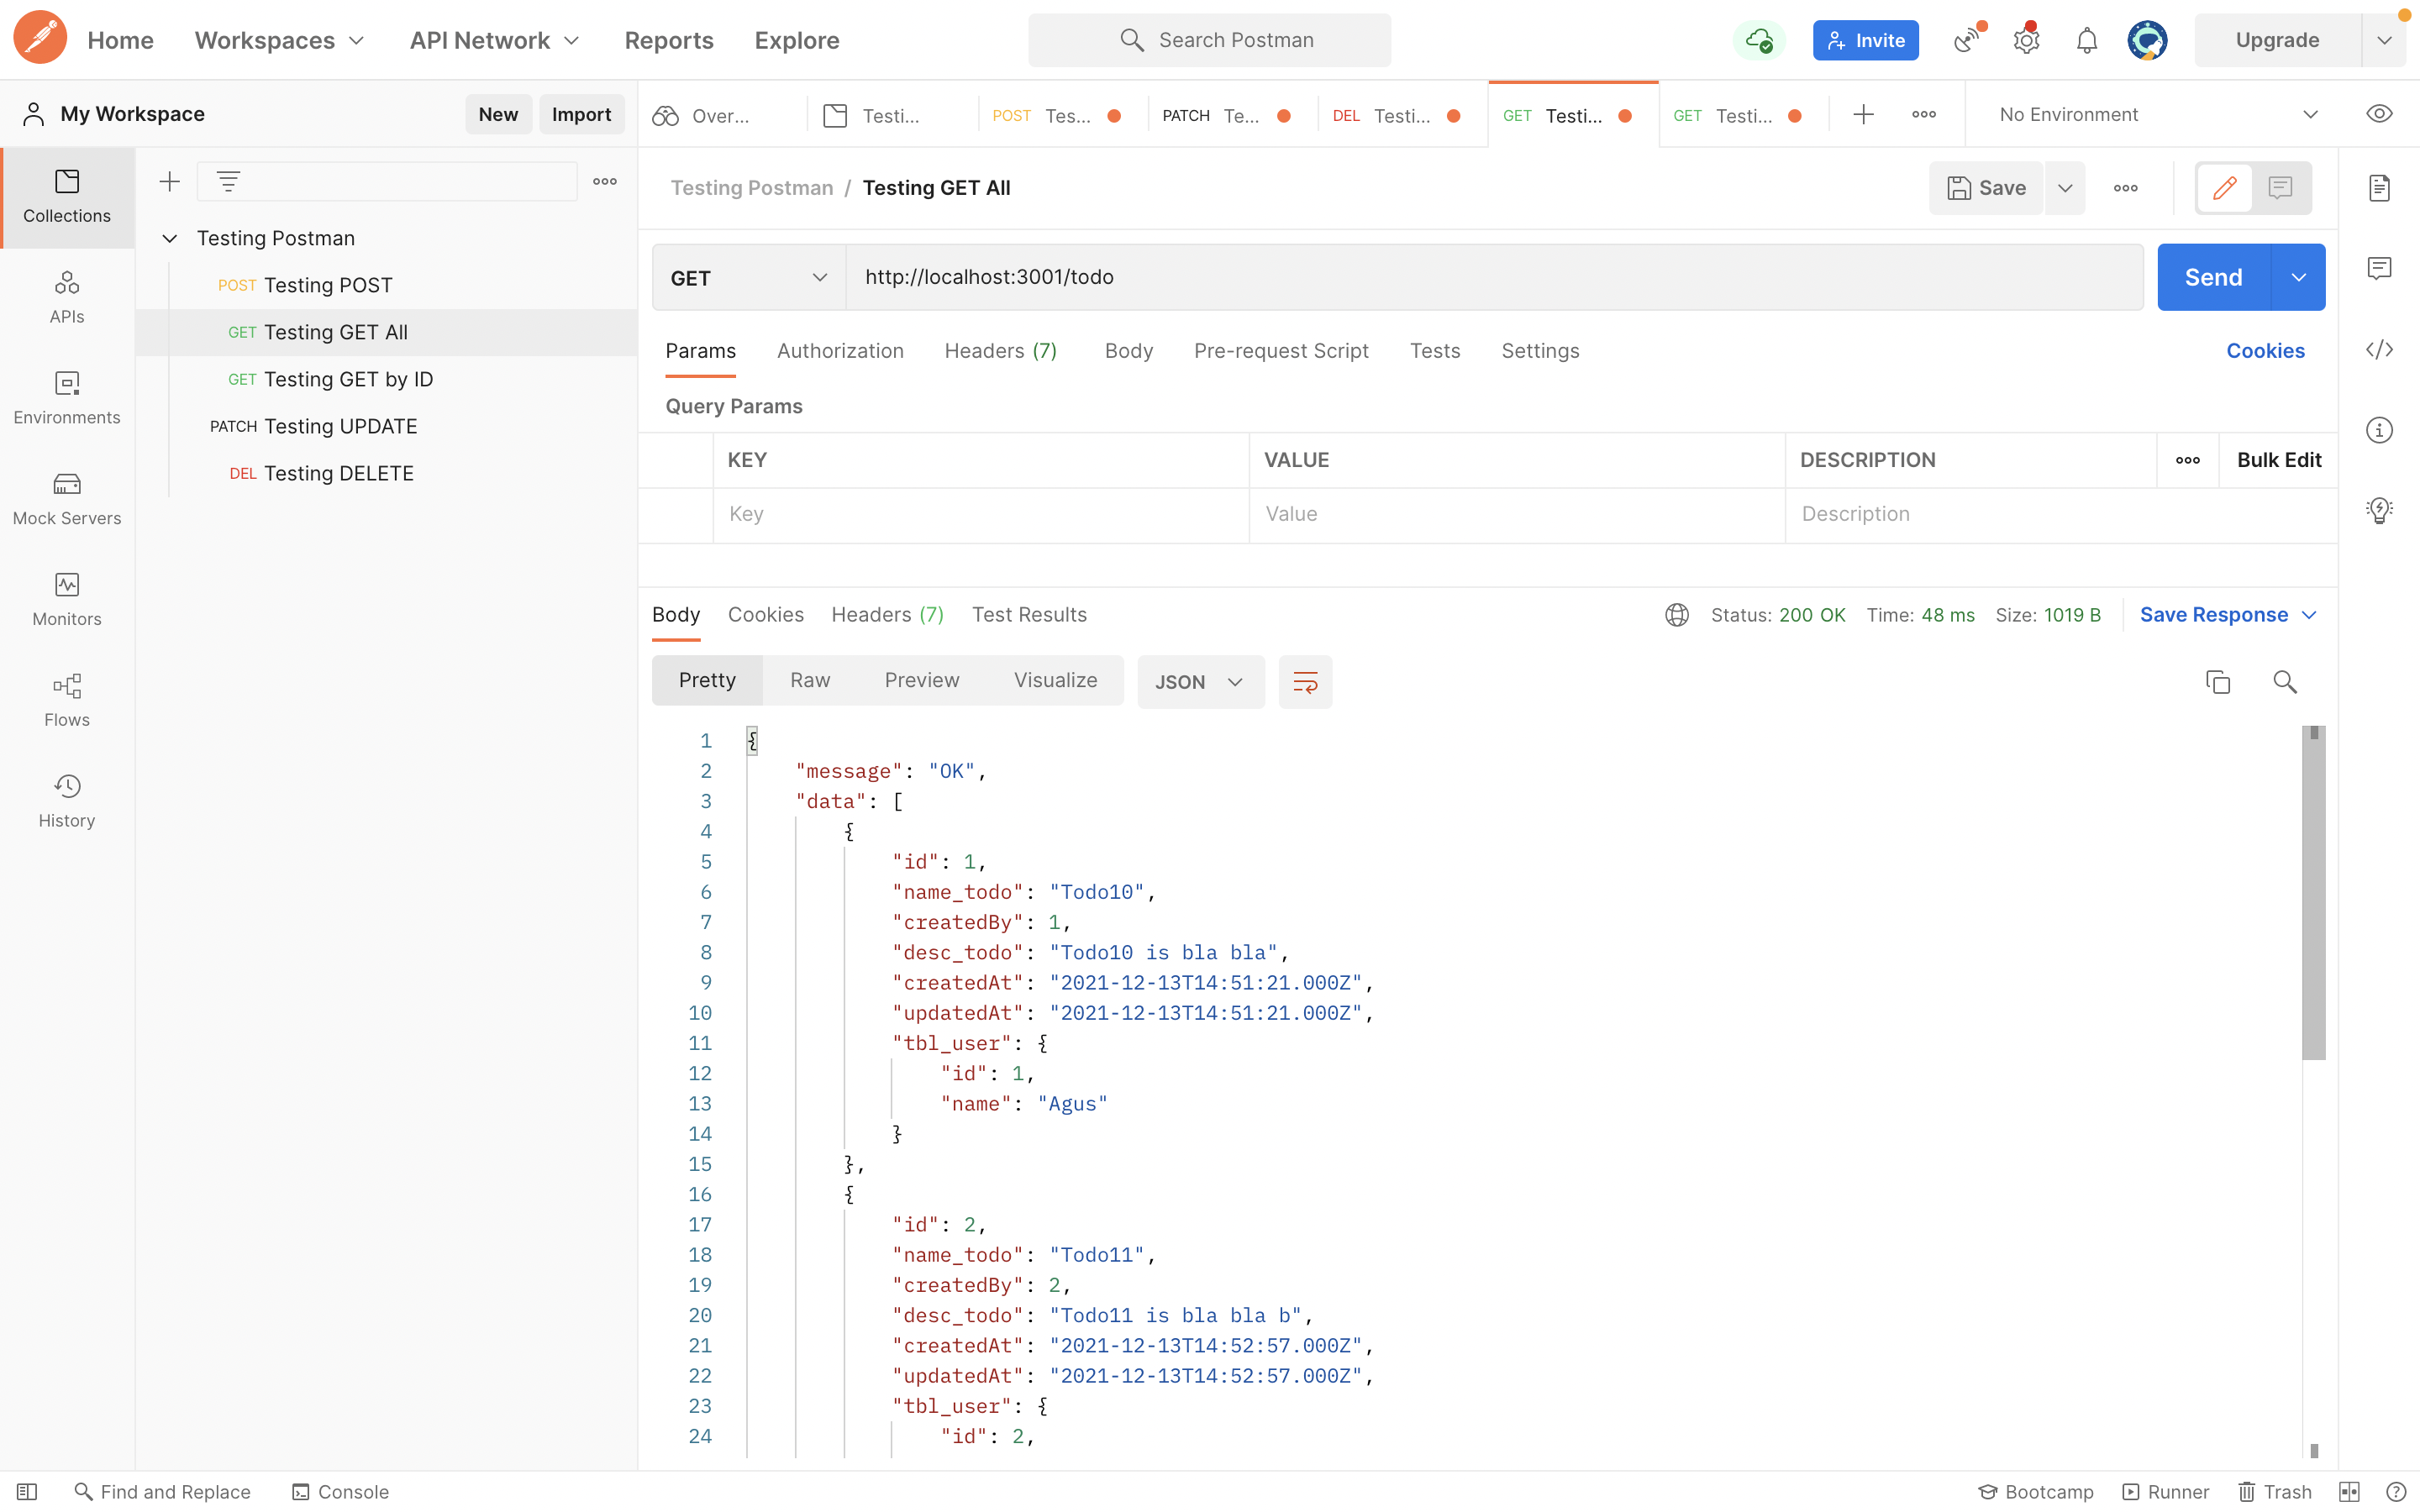 Home Workspaces API Network Reports Explore Search Postman Invite Upgrade
My Workspace New Import Over... Testi... POST Tes... PATCH Te... DEL Testi... GET Testi... GET Testi... No Environment
Collections
APIs
Environments
Mock Servers
Monitors
Flows
History
Testing Postman
POST Testing POST
GET Testing GET All
GET Testing GET by ID
PATCH Testing UPDATE
DEL Testing DELETE
Testing Postman / Testing GET All Save
GET http://localhost:3001/todo Send
Params Authorization Headers (7) Body Pre-request Script Tests Settings Cookies
Query Params
KEY VALUE DESCRIPTION Bulk Edit
Key Value Description
Body Cookies Headers (7) Test Results Status: 200 OK Time: 48 ms Size: 1019 B Save Response
Pretty Raw Preview Visualize JSON
1 {
2 "message": "OK",
3 "data": [
4 {
5 "id": 1,
6 "name_todo": "Todo10",
7 "createdBy": 1,
8 "desc_todo": "Todo10 is bla bla",
9 "createdAt": "2021-12-13T14:51:21.000Z",
10 "updatedAt": "2021-12-13T14:51:21.000Z",
11 "tbl_user": {
12 "id": 1,
13 "name": "Agus"
14 }
15 },
16 {
17 "id": 2,
18 "name_todo": "Todo11",
19 "createdBy": 2,
20 "desc_todo": "Todo11 is bla bla b",
21 "createdAt": "2021-12-13T14:52:57.000Z",
22 "updatedAt": "2021-12-13T14:52:57.000Z",
23 "tbl_user": {
24 "id": 2,
Find and Replace Console Bootcamp Runner Trash